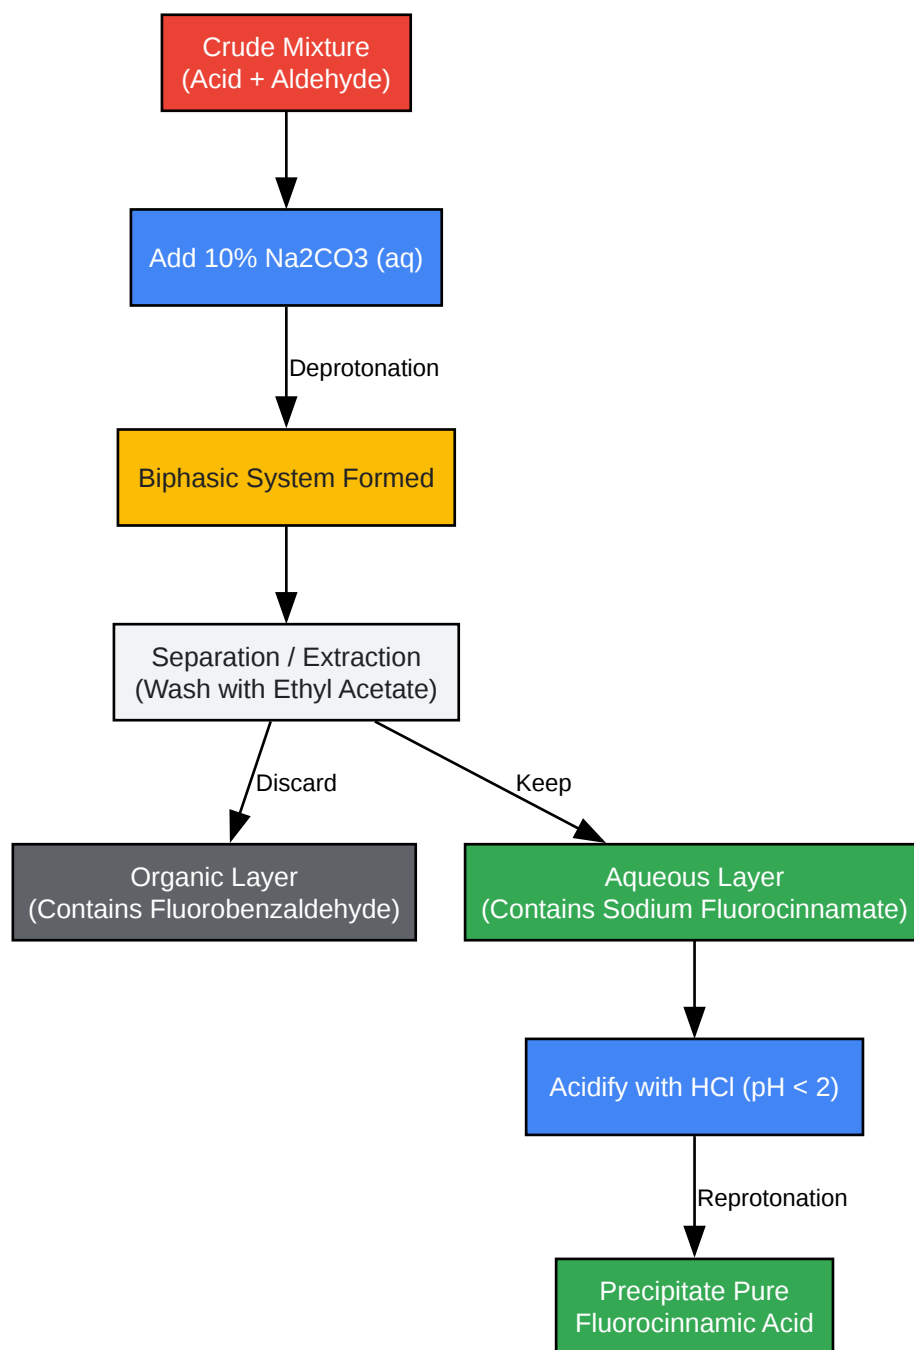 Crude Mixture
(Acid + Aldehyde)
Add 10% Na2CO3 (aq)
Deprotonation
Biphasic System Formed
Separation / Extraction
(Wash with Ethyl Acetate)
Discard
Keep
Organic Layer
(Contains Fluorobenzaldehyde)
Aqueous Layer
(Contains Sodium Fluorocinnamate)
Acidify with HCl (pH < 2)
Reprotonation
Precipitate Pure
Fluorocinnamic Acid